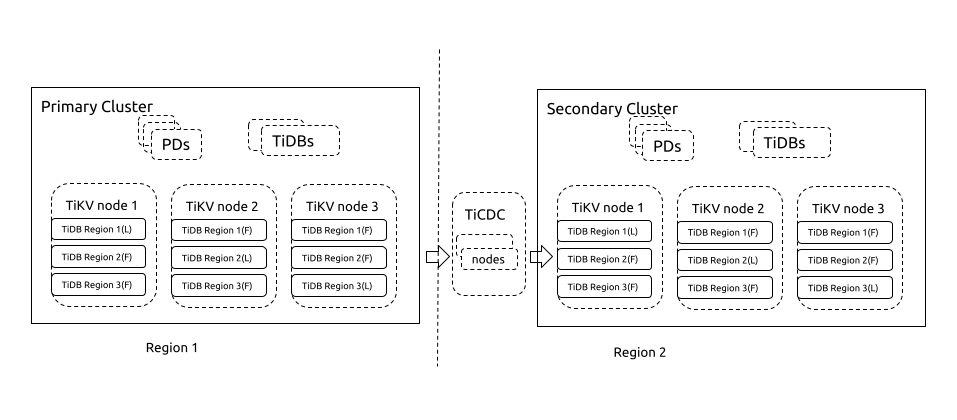 Primary Cluster
PDs
TiDBs
TiKV node 1
TiDB Region 1(L)
TiDB Region 2(F)
TiDB Region 3(F)
TiKV node 2
TiDB Region 1(F)
TiDB Region 2(L)
TiDB Region 3(F)
TiKV node 3
TiDB Region 1(F)
TiDB Region 2(F)
TiDB Region 3(L)
Region 1
TiCDC
nodes
Secondary Cluster
PDs
TiDBs
TiKV node 1
TiDB Region 1(L)
TiDB Region 2(F)
TiDB Region 3(F)
TiKV node 2
TiDB Region 1(F)
TiDB Region 2(L)
TiDB Region 3(F)
TiKV node 3
TiDB Region 1(F)
TiDB Region 2(F)
TiDB Region 3(L)
Region 2